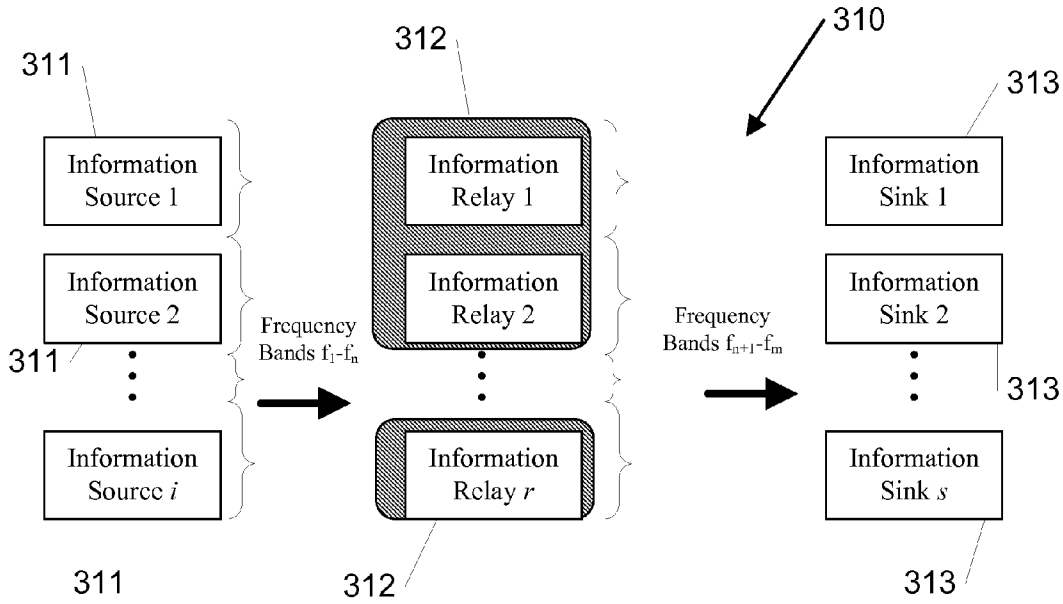 310
312
311
313
Information
Source 1
Information
Relay 1
Information
Sink 1
Information
Source 2
Information
Relay 2
Information
Sink 2
Frequency
Bands f₁-fₙ
Frequency
Bands fₙ₊₁-fₘ
311
313
Information
Source i
Information
Relay r
Information
Sink s
311
312
313